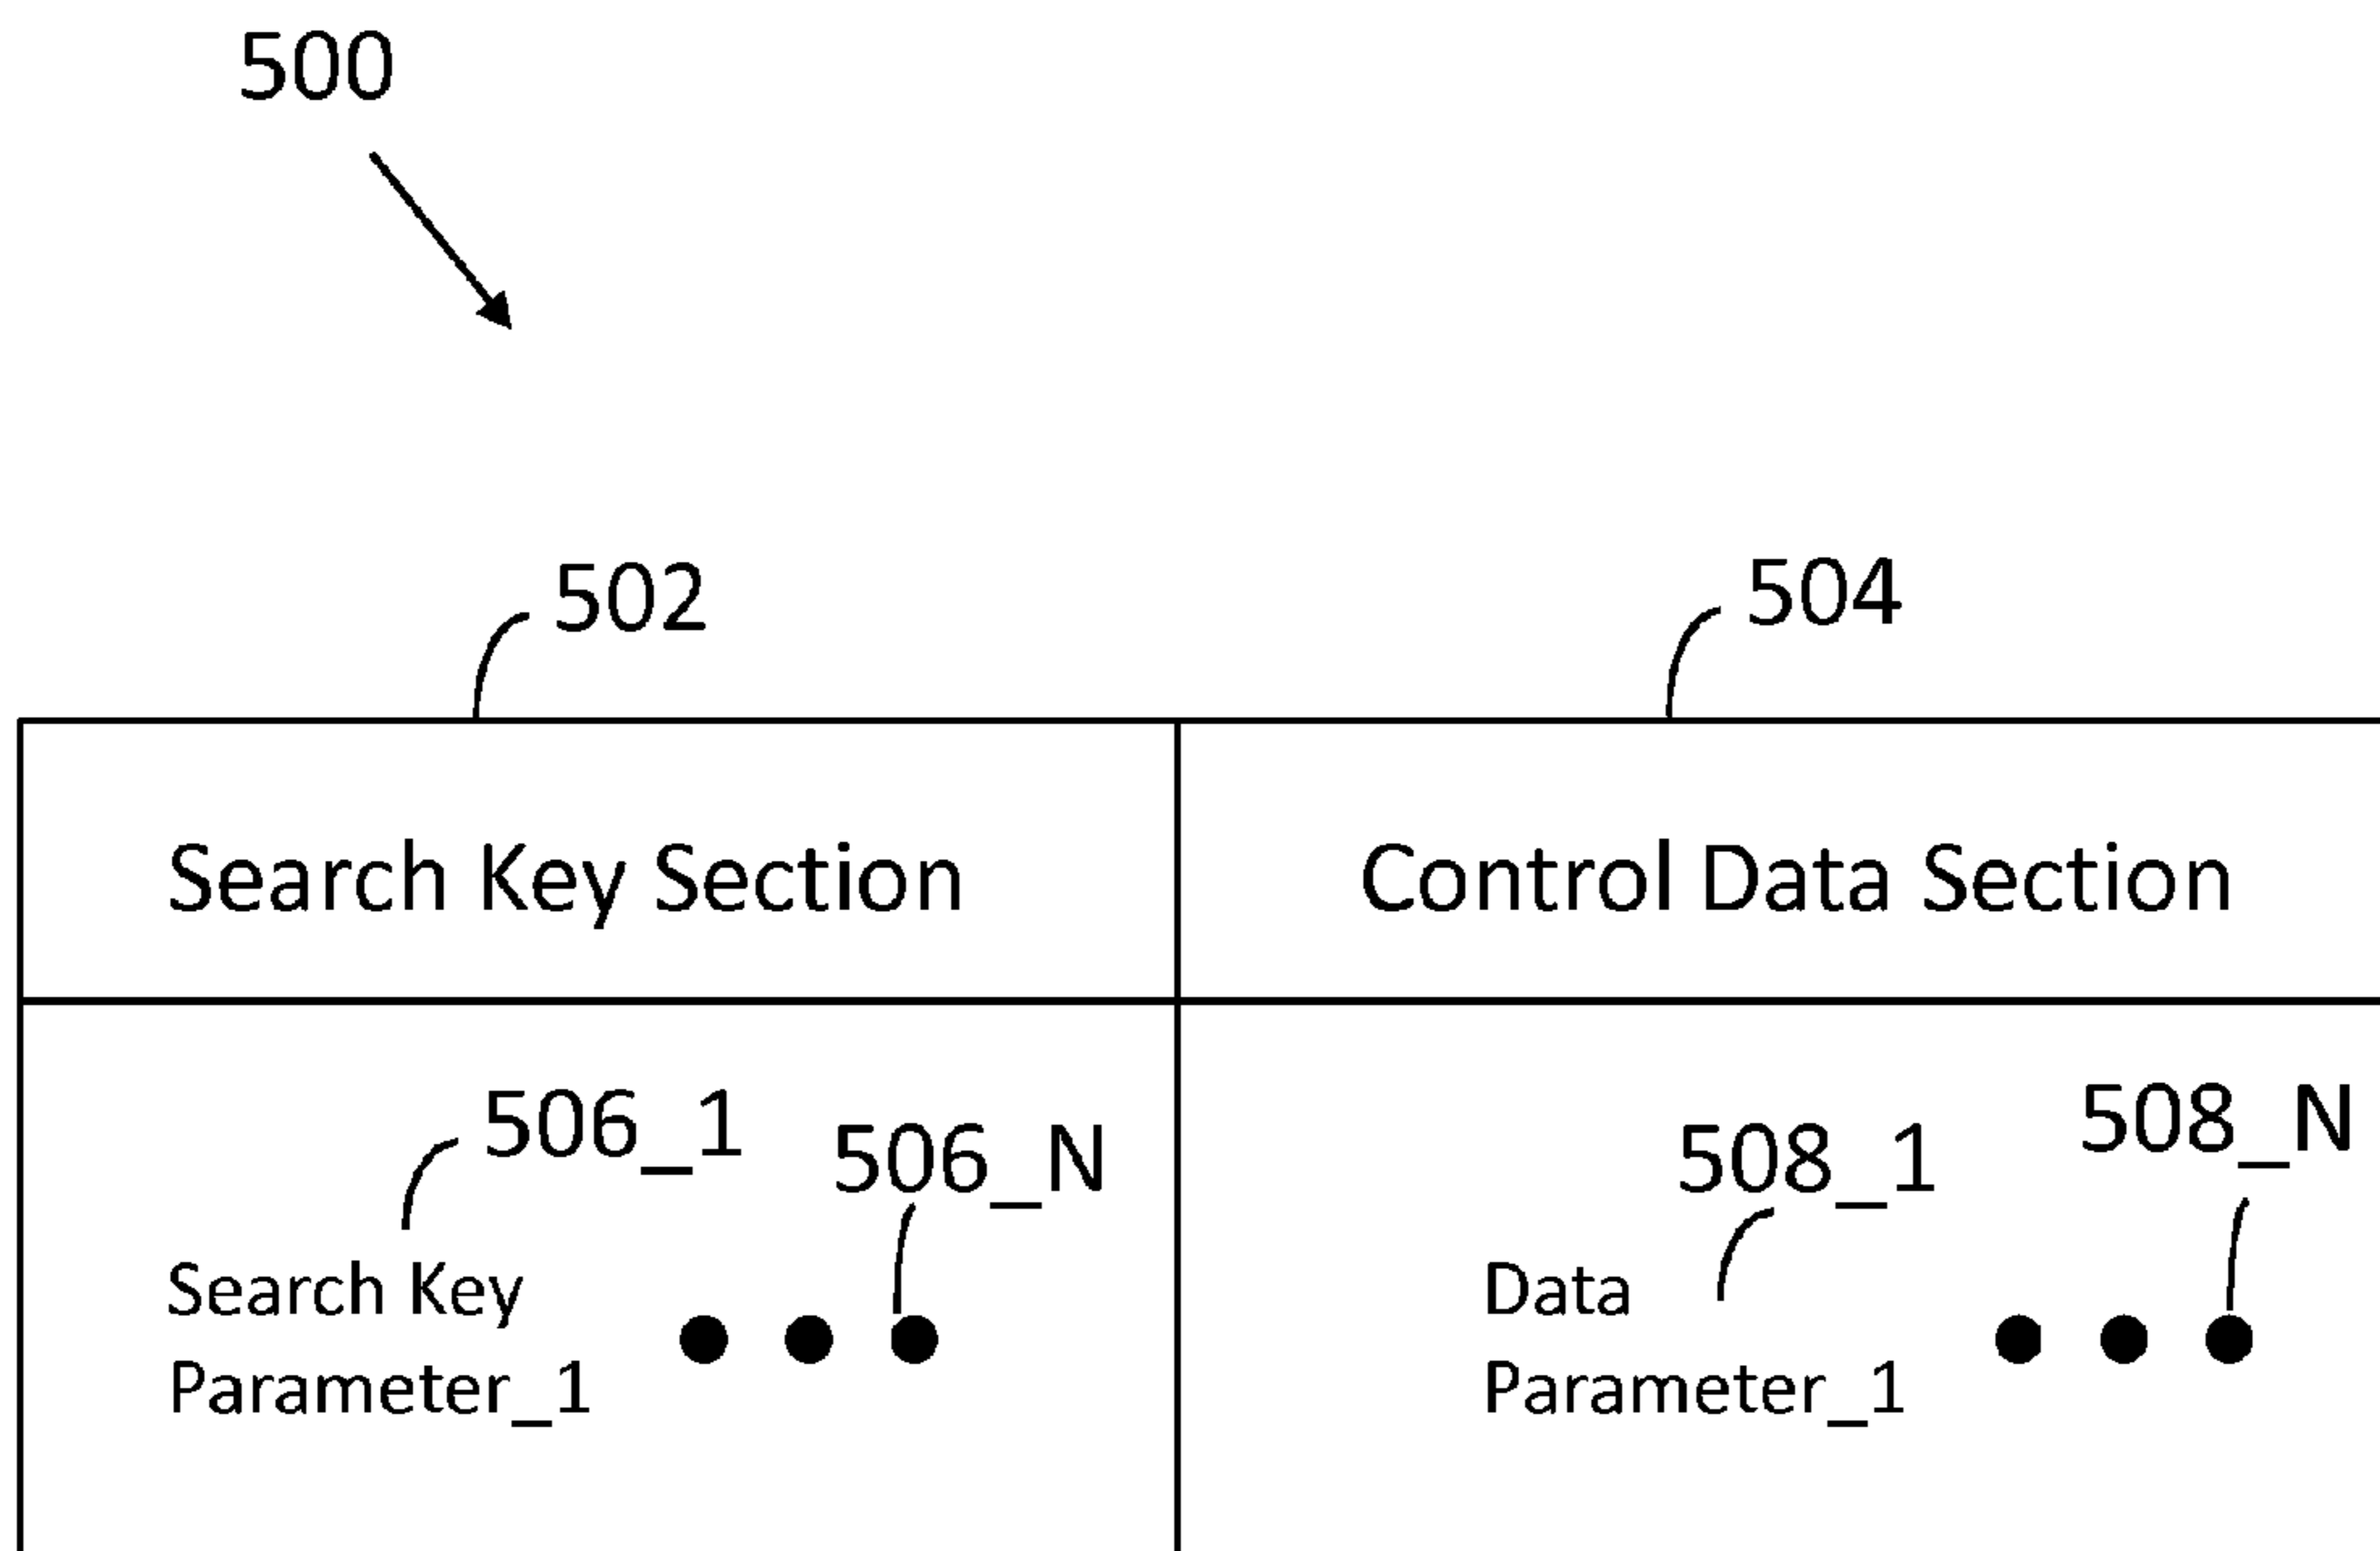 500
502
504
Search Key Section
Control Data Section
506_1
506_N
508_1
508_N
Search Key
Parameter_1
Data
Parameter_1